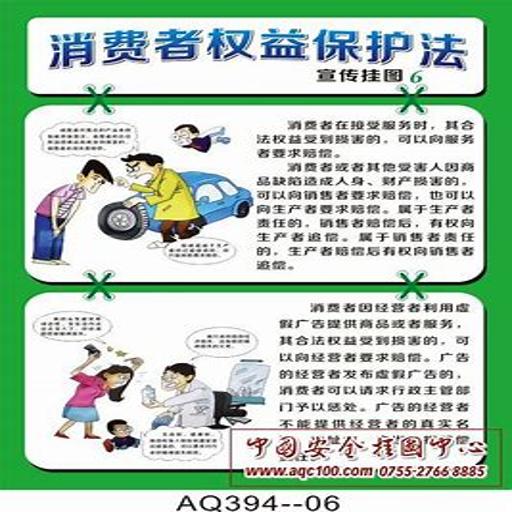 消费者权益保护法
宣传挂图 6
消费者在接受服务时，其合
法权益受到损害的，可以向服务
者要求赔偿。
消费者或者其他受害人因商
品缺陷造成人身、财产损害的，
可以向销售者要求赔偿，也可以
向生产者要求赔偿。属于生产者
责任的，销售者赔偿后，有权向
生产者追偿。属于销售者责任
的，生产者赔偿后有权向销售者
追偿。
消费者因经营者利用虚
假广告提供商品或者服务，
其合法权益受到损害的，可
以向经营者要求赔偿。广告
的经营者发布虚假广告的，
消费者可以请求行政主管部
门予以惩处。广告的经营者
不能提供经营者的真实名
中国安全挂图中心
www.aqc100.com 0755-2766 8885
AQ394--06